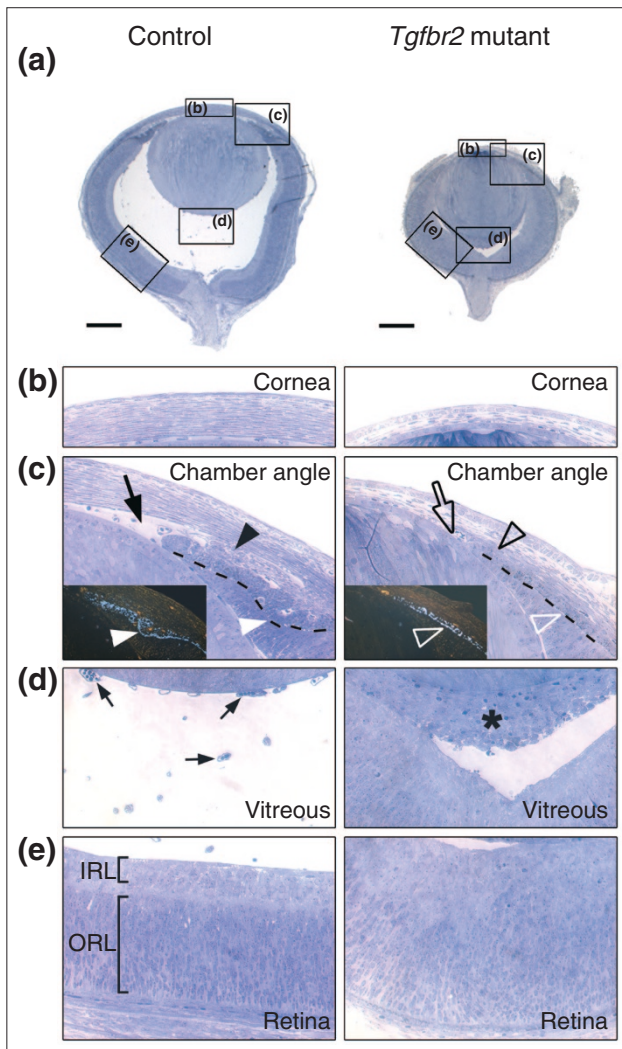 Control Tgfbr2 mutant
(a)
(b) (c) (d) (e)
(b) (c) (d) (e)
(b) Cornea Cornea
(c) Chamber angle Chamber angle
(d) Vitreous Vitreous
*
(e) IRL
ORL
Retina Retina